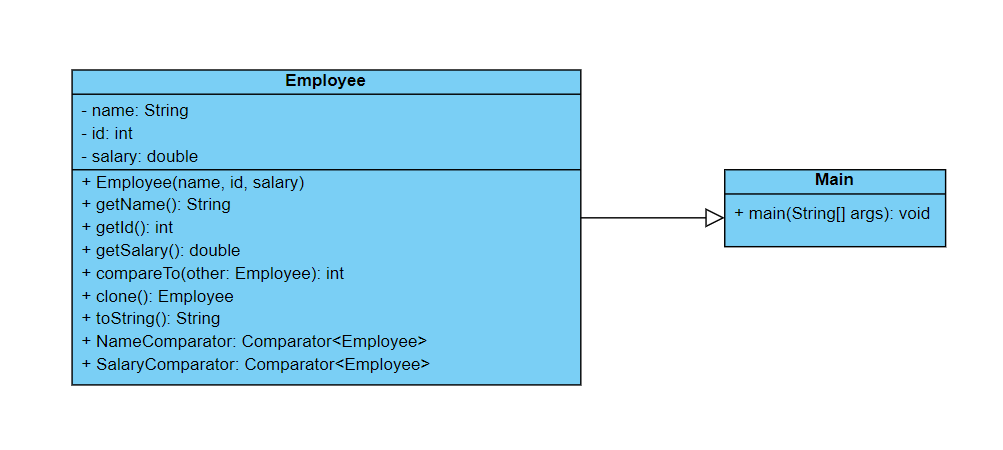 Employee
- name: String
- id: int
- salary: double
+ Employee(name, id, salary)
+ getName(): String
+ getId(): int
+ getSalary(): double
+ compareTo(other: Employee): int
+ clone(): Employee
+ toString(): String
+ NameComparator: Comparator<Employee>
+ SalaryComparator: Comparator<Employee>
Main
+ main(String[] args): void